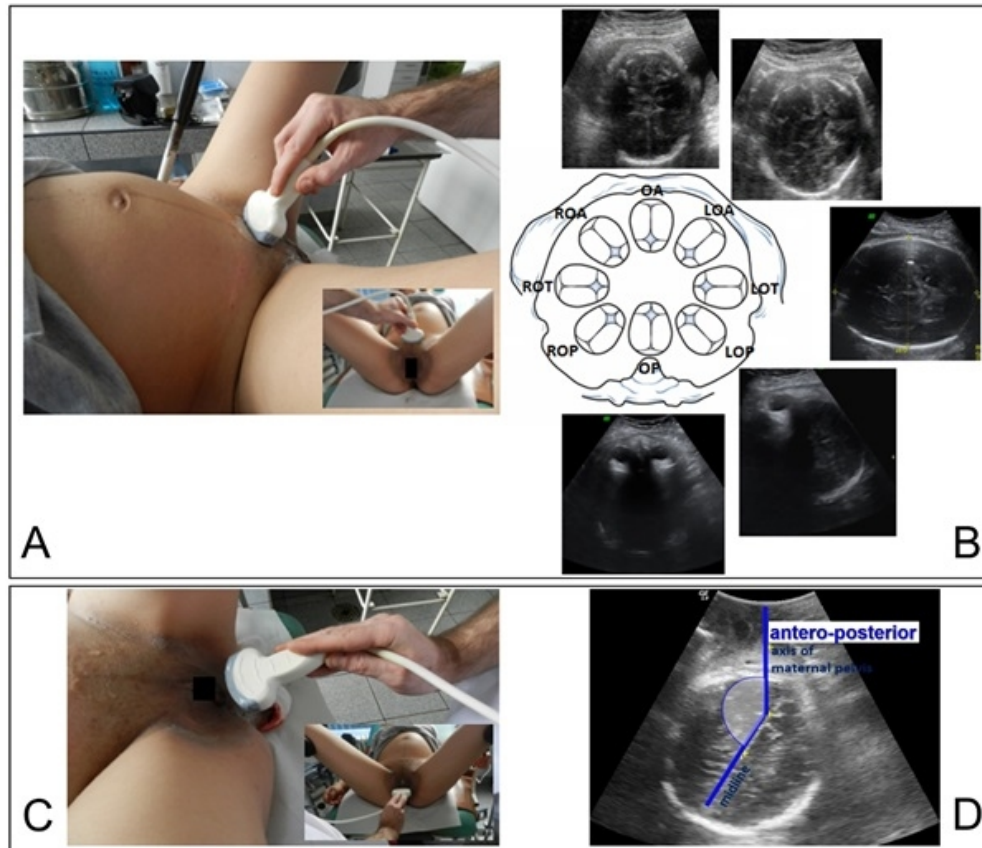 OA
ROA
LOA
ROT
LOT
ROP
LOP
OP
A
B
antero-posterior
axis of
maternal pelvis
midline
C
D